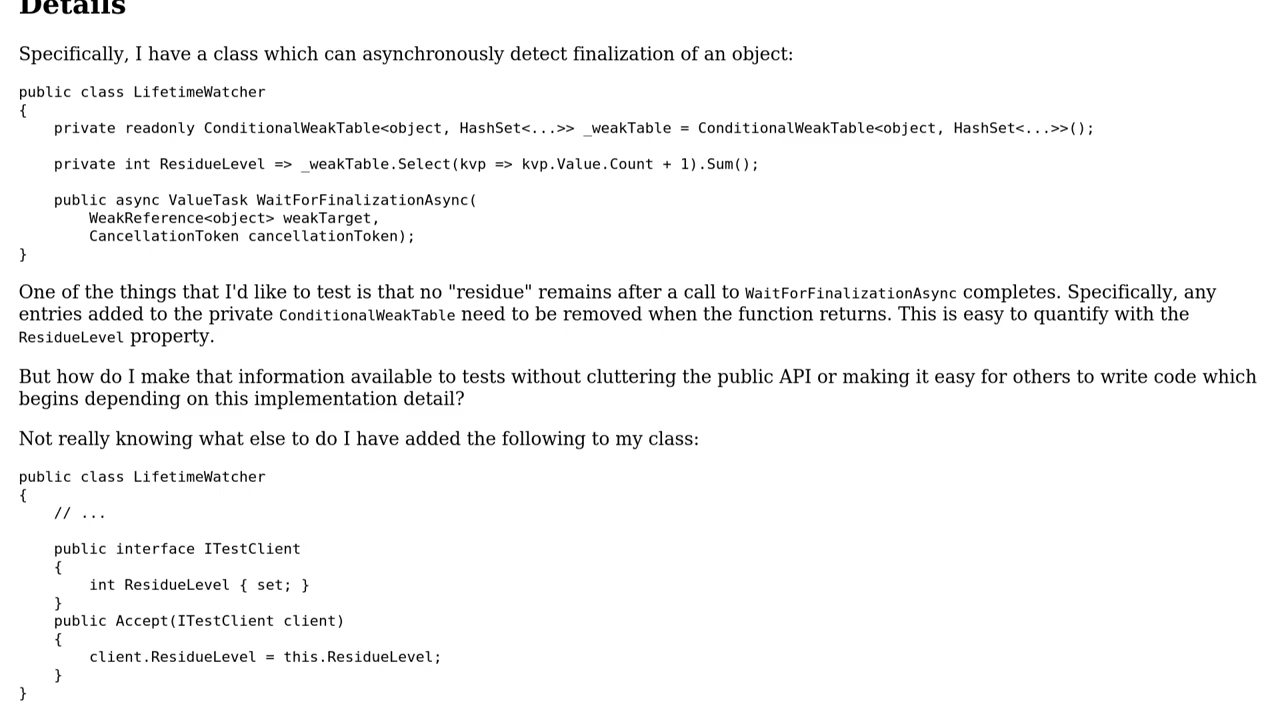 Details
Specifically, I have a class which can asynchronously detect finalization of an object:
public class LifetimeWatcher
{
    private readonly ConditionalWeakTable<object, HashSet<...>> _weakTable = ConditionalWeakTable<object, HashSet<...>>();
    private int ResidueLevel => _weakTable.Select(kvp => kvp.Value.Count + 1).Sum();
    public async ValueTask WaitForFinalizationAsync(
        WeakReference<object> weakTarget,
        CancellationToken cancellationToken);
}
One of the things that I'd like to test is that no "residue" remains after a call to WaitForFinalizationAsync completes. Specifically, any
entries added to the private ConditionalWeakTable need to be removed when the function returns. This is easy to quantify with the
ResidueLevel property.
But how do I make that information available to tests without cluttering the public API or making it easy for others to write code which
begins depending on this implementation detail?
Not really knowing what else to do I have added the following to my class:
public class LifetimeWatcher
{
    // ...
    public interface ITestClient
    {
        int ResidueLevel { set; }
    }
    public Accept(ITestClient client)
    {
        client.ResidueLevel = this.ResidueLevel;
    }
}